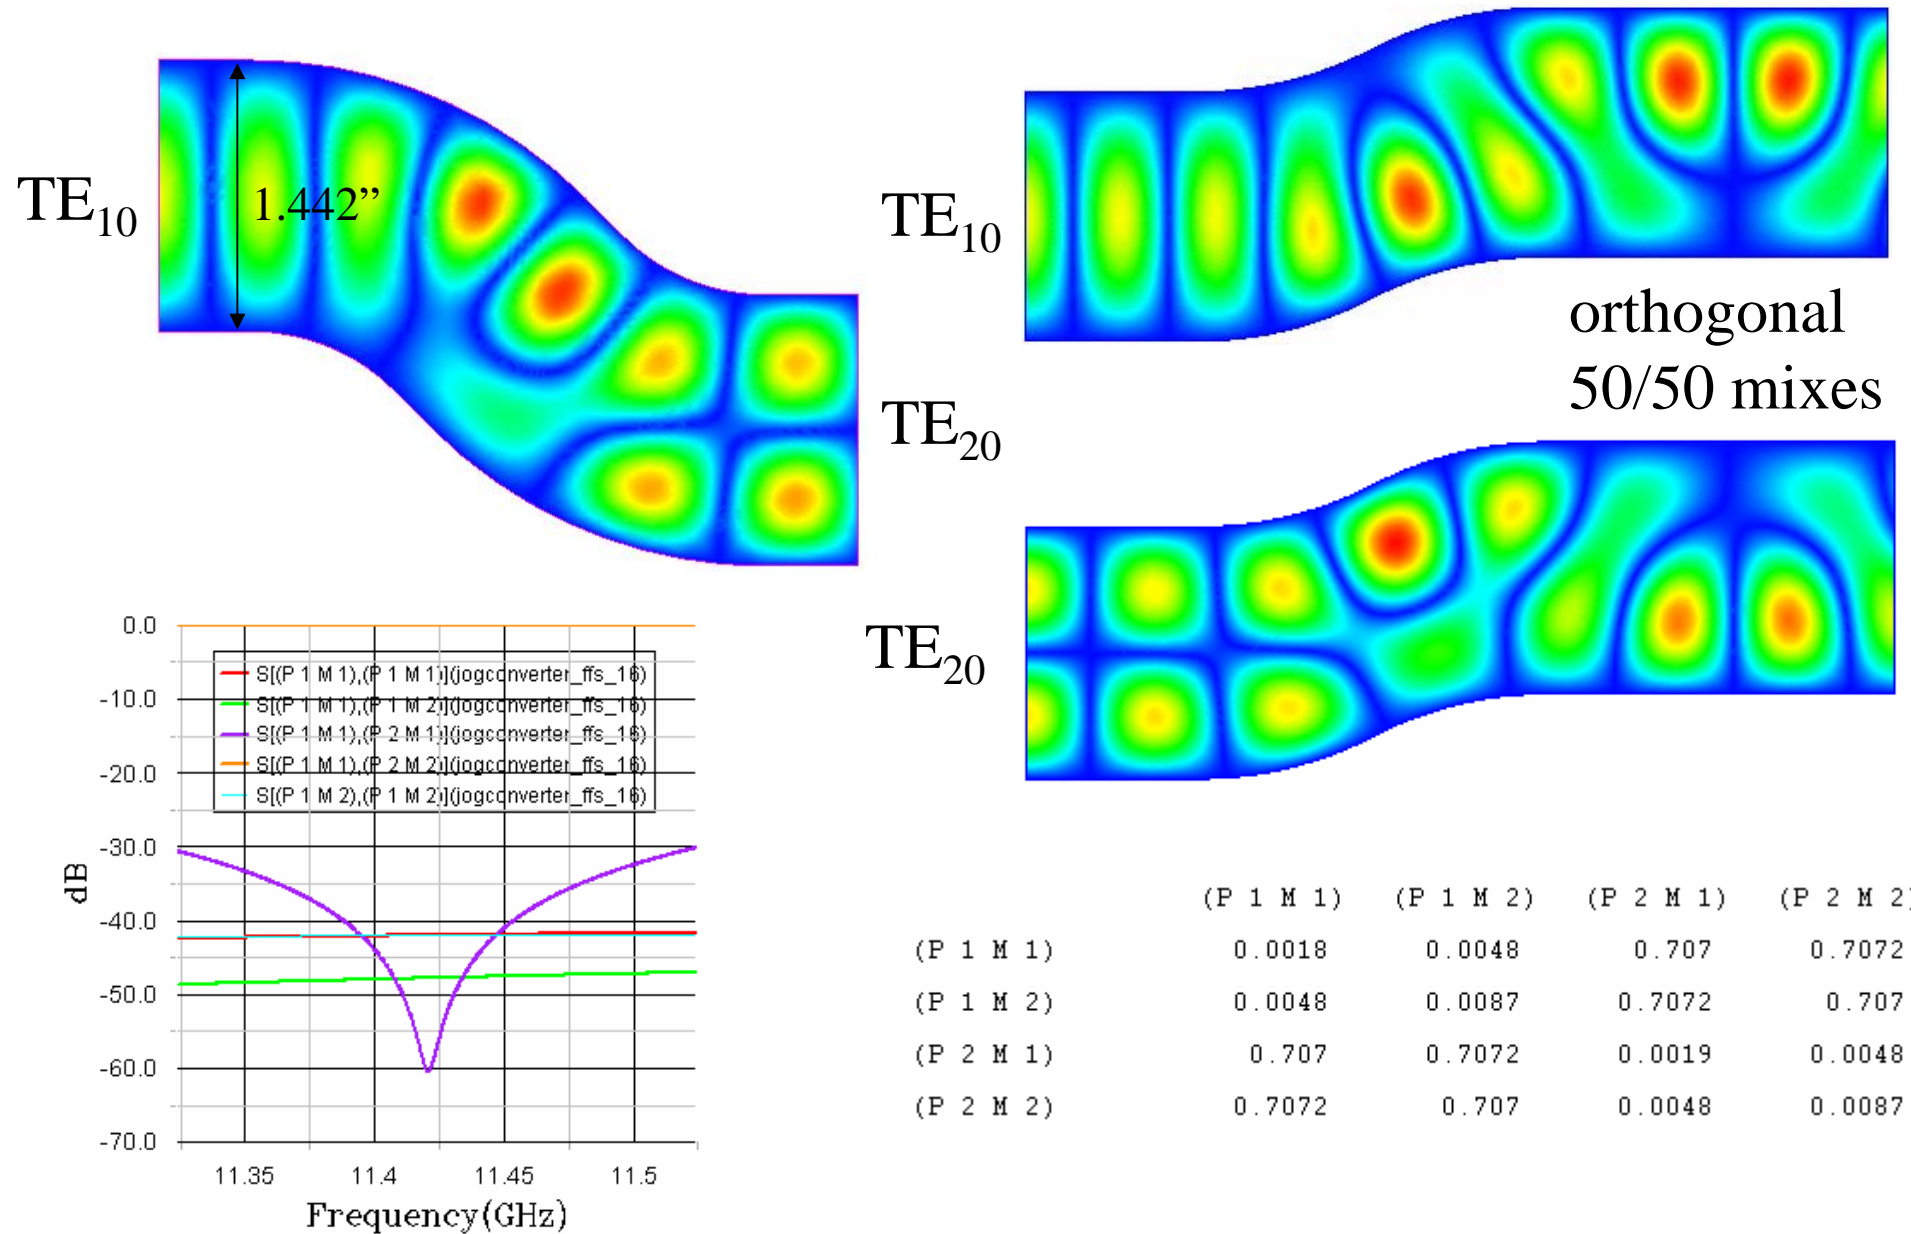 TE10
1.442”
TE20
TE10
orthogonal
50/50 mixes
TE20
0.0
-10.0
-20.0
-30.0
-40.0
-50.0
-60.0
-70.0
dB
S[(P 1 M 1),(P 1 M 1)](jogconverter_ffs_16)
S[(P 1 M 1),(P 1 M 2)](jogconverter_ffs_16)
S[(P 1 M 1),(P 2 M 1)](jogconverter_ffs_16)
S[(P 1 M 1),(P 2 M 2)](jogconverter_ffs_16)
S[(P 1 M 2),(P 1 M 2)](jogconverter_ffs_16)
11.35 11.4 11.45 11.5
Frequency(GHz)
(P 1 M 1) (P 1 M 2) (P 2 M 1) (P 2 M 2)
(P 1 M 1) 0.0018 0.0048 0.707 0.7072
(P 1 M 2) 0.0048 0.0087 0.7072 0.707
(P 2 M 1) 0.707 0.7072 0.0019 0.0048
(P 2 M 2) 0.7072 0.707 0.0048 0.0087